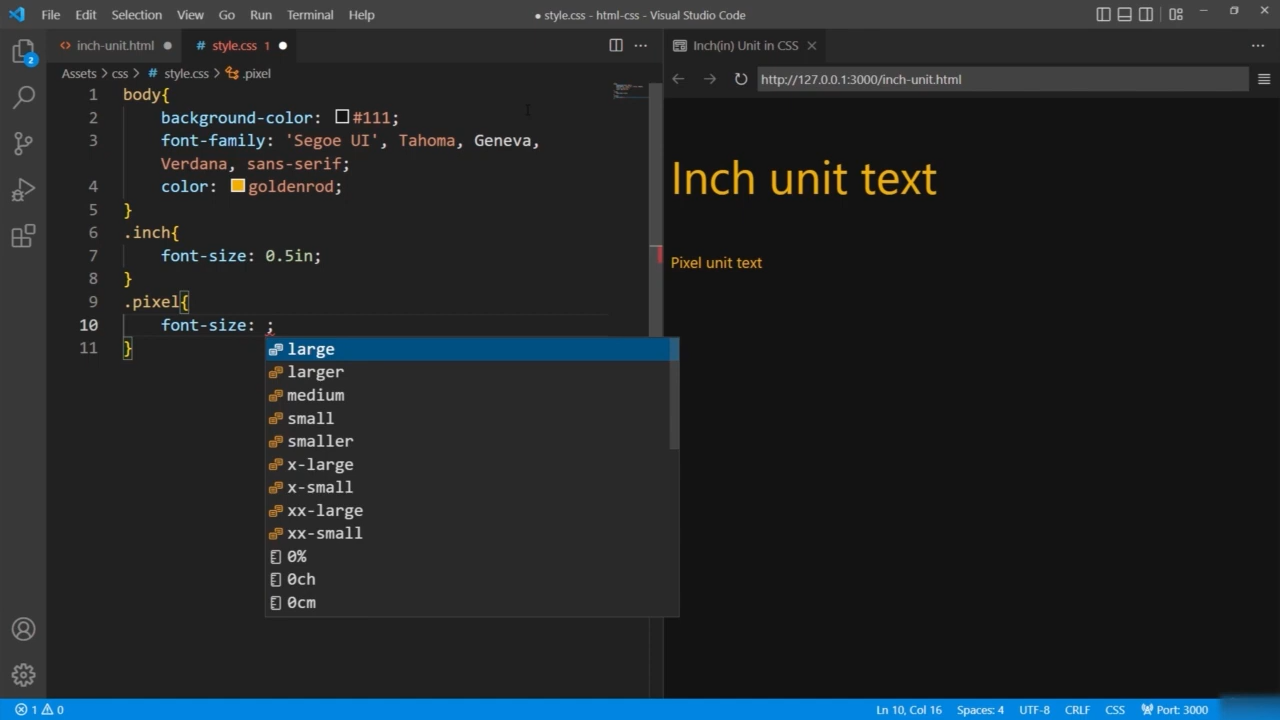 File Edit Selection View Go Run Terminal Help
● style.css - html-css - Visual Studio Code
inch-unit.html ●
# style.css 1 ●
Inch(in) Unit in CSS
Assets > css > # style.css > .pixel
http://127.0.0.1:3000/inch-unit.html
2
1 body{
2 background-color: #111;
3 font-family: 'Segoe UI', Tahoma, Geneva,
Verdana, sans-serif;
4 color: goldenrod;
5 }
6 .inch{
7 font-size: 0.5in;
8 }
9 .pixel{
10 font-size: ;
11 }
large
larger
medium
small
smaller
x-large
x-small
xx-large
xx-small
0%
0ch
0cm
Inch unit text
Pixel unit text
1 0
Ln 10, Col 16 Spaces: 4 UTF-8 CRLF CSS Port: 3000